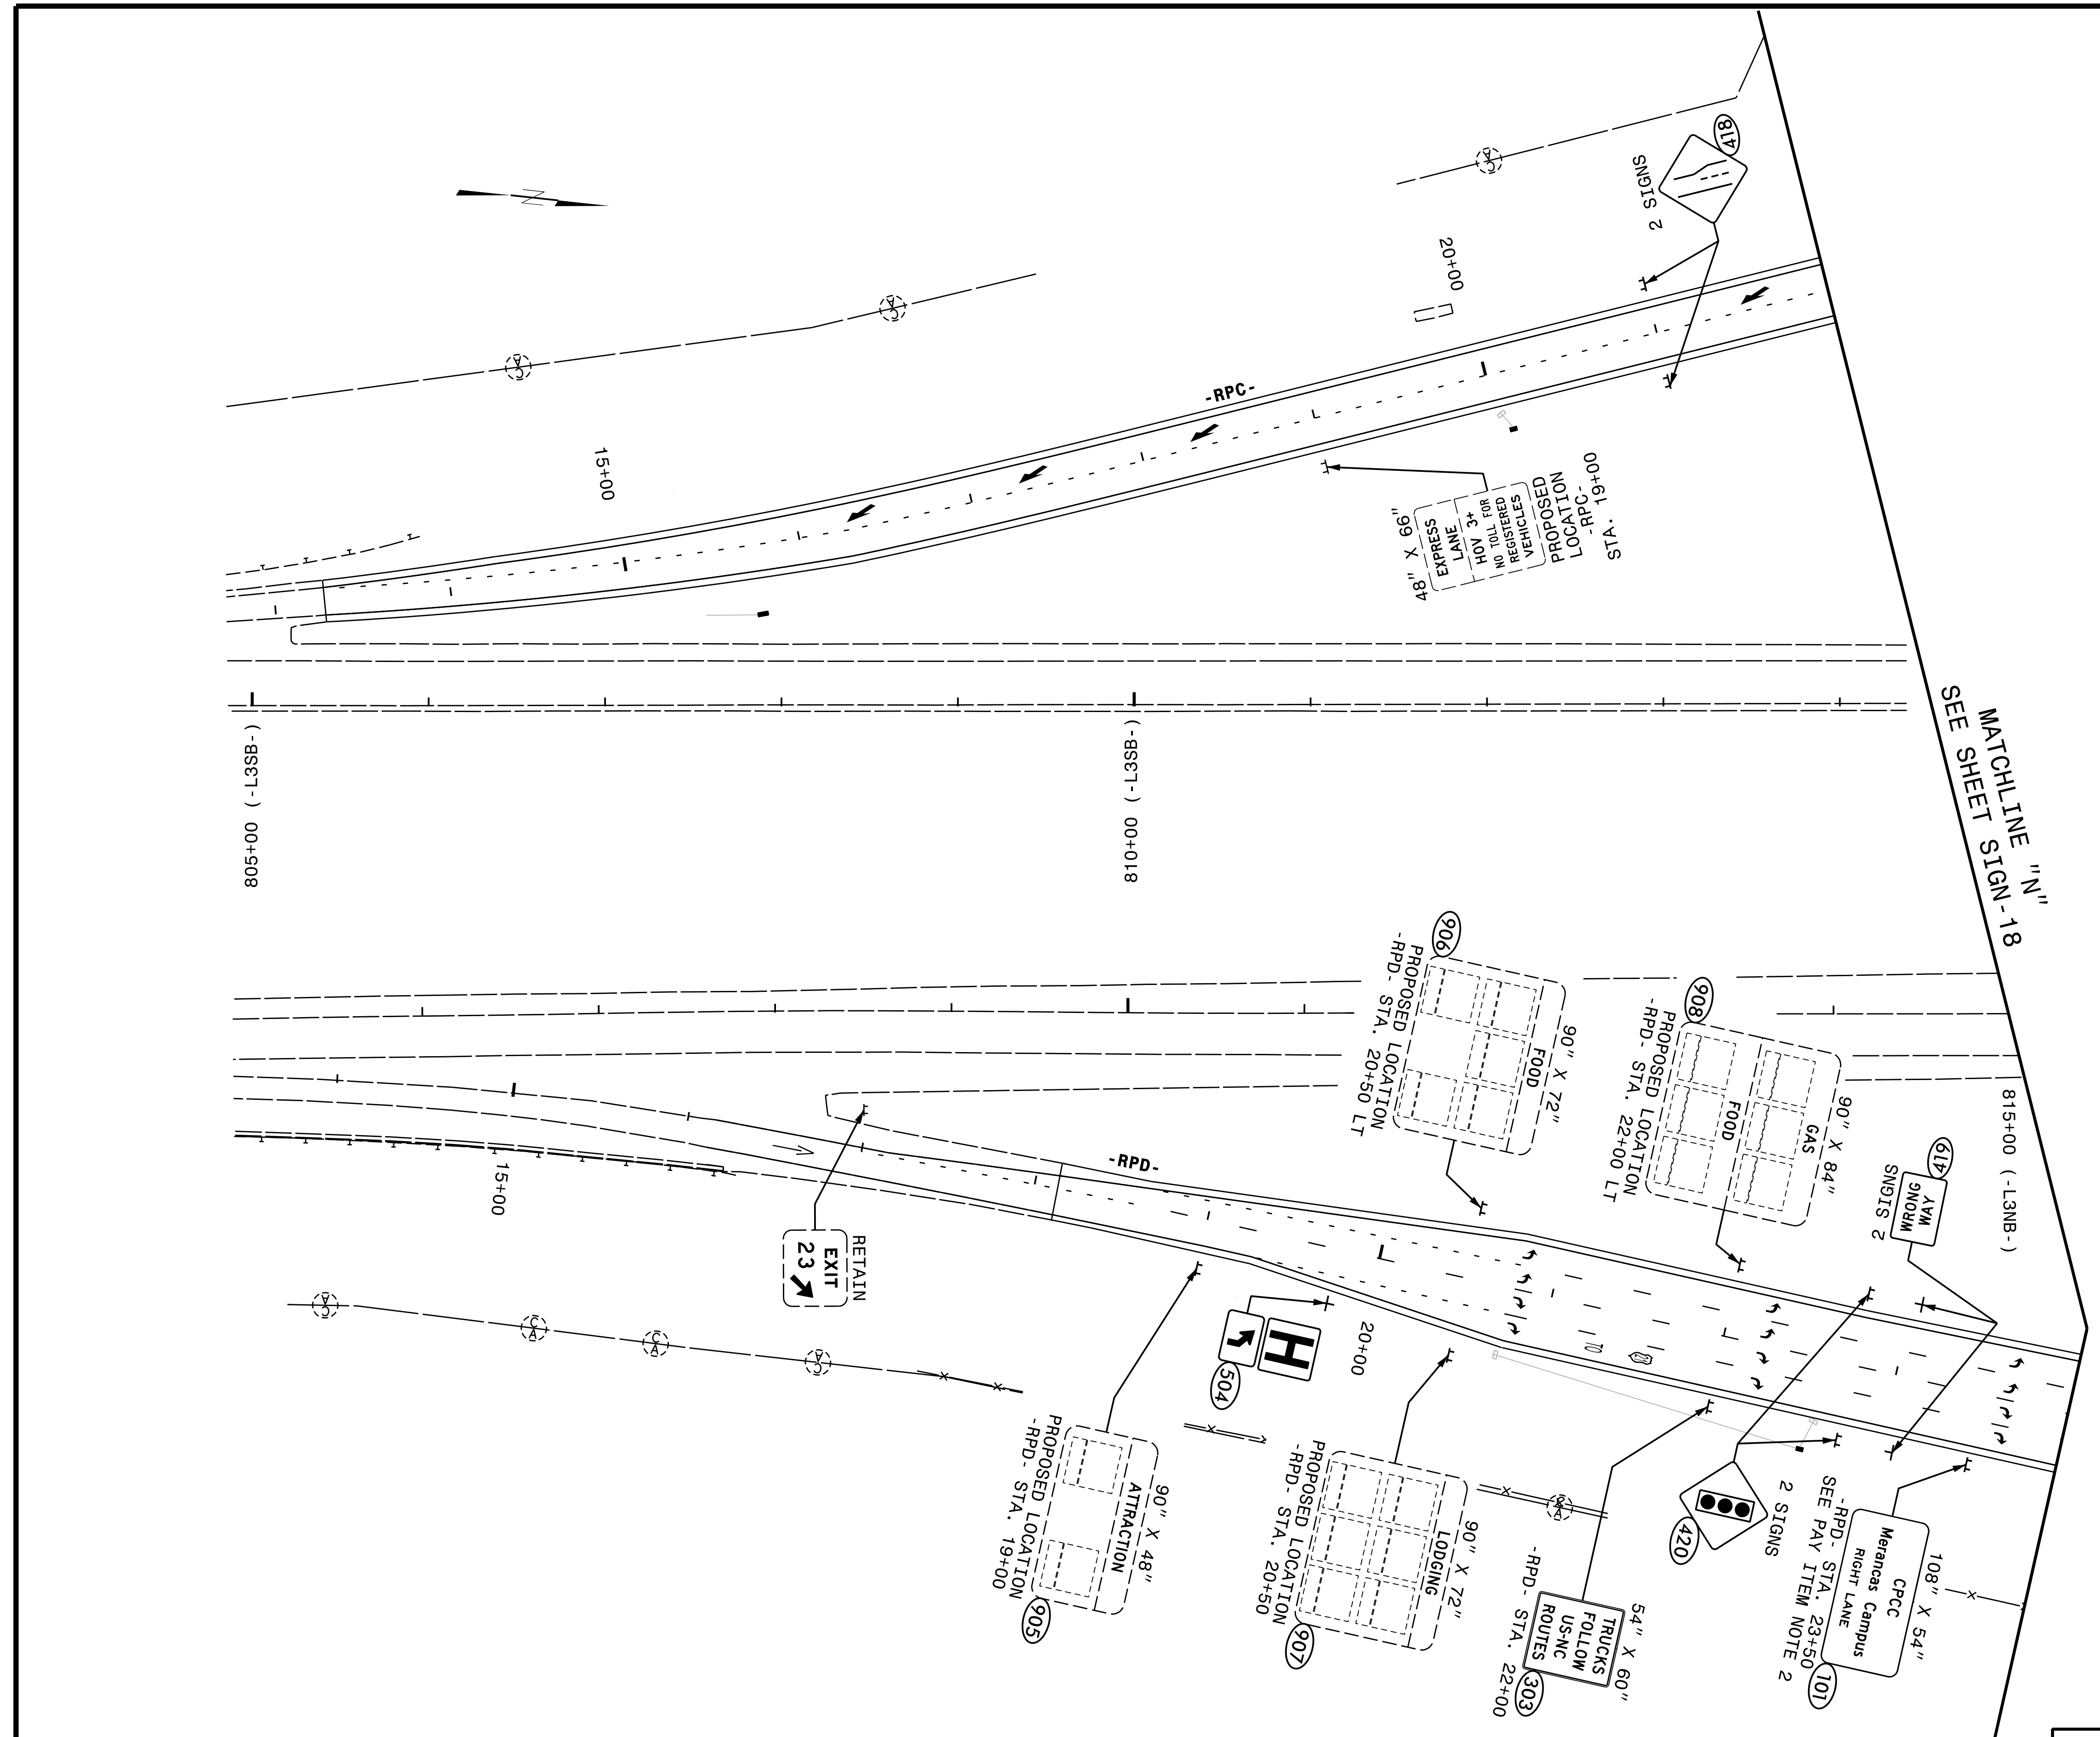 418
2 SIGNS
C/A
20+00
N
C/A
C/A
-RPC-
15+00
48" X 66"
EXPRESS
LANE
HOV 3+
NO TOLL FOR
REGISTERED
VEHICLES
PROPOSED
LOCATION
-RPC-
STA. 19+00
MATCHLINE "N"
SEE SHEET SIGN-18
805+00 (-L3SB-)
810+00 (-L3SB-)
815+00 (-L3NB-)
906
90" X 72"
FOOD
PROPOSED LOCATION
-RPD- STA. 20+50 LT
908
90" X 84"
GAS
FOOD
PROPOSED LOCATION
-RPD- STA. 22+00 LT
419
WRONG
WAY
2 SIGNS
-RPD-
15+00
RETAIN
EXIT
23
20+00
H
504
C/A
C/A
C/A
C/A
90" X 48"
ATTRACTION
PROPOSED LOCATION
-RPD- STA. 19+00
905
90" X 72"
LODGING
PROPOSED LOCATION
-RPD- STA. 20+50
907
54" X 60"
TRUCKS
FOLLOW
US-NC
ROUTES
-RPD- STA. 22+00
303
2 SIGNS
420
108" X 54"
CPCC
Merancas Campus
RIGHT LANE
-RPD- STA. 23+50
SEE PAY ITEM NOTE 2
101